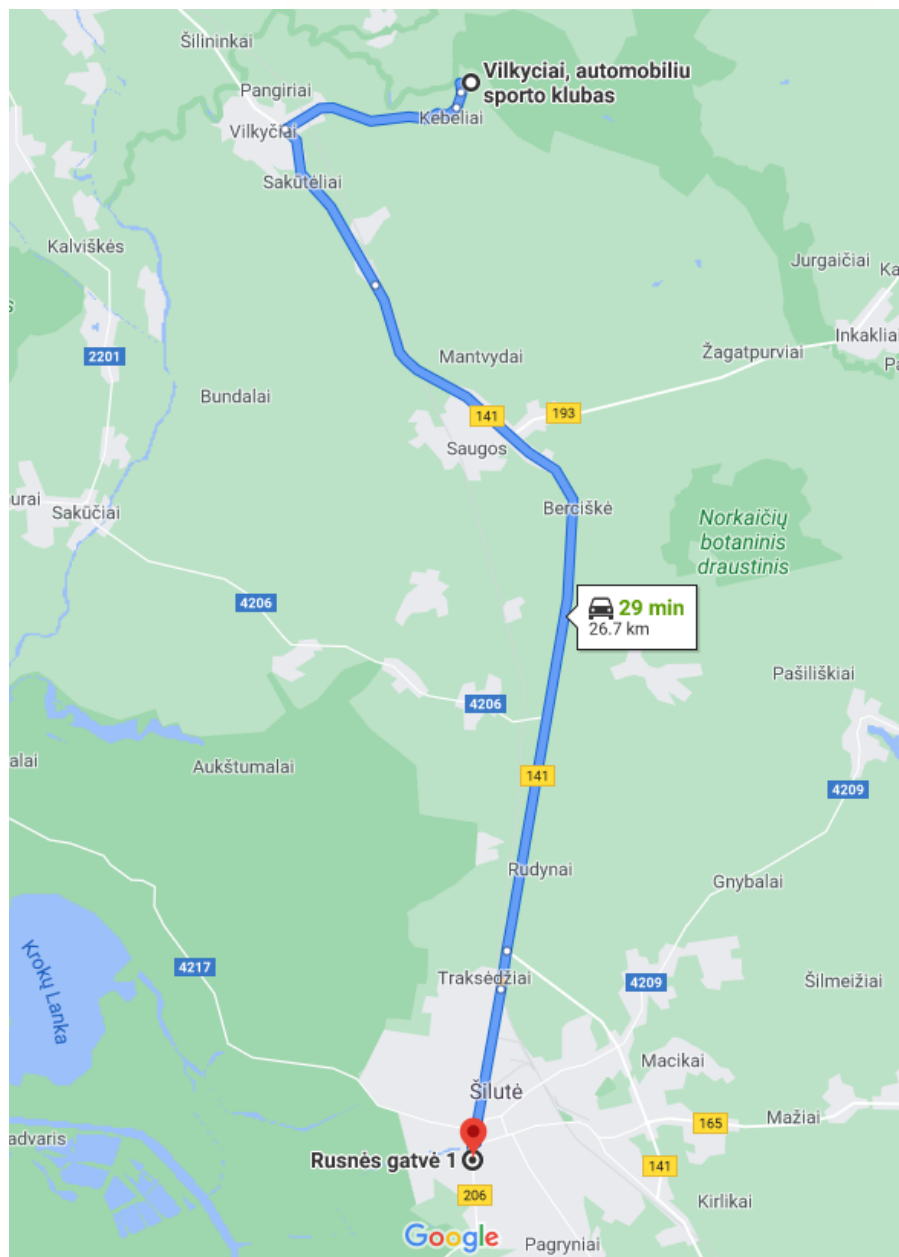 Šilininkai
Vilkyciai, automobiliu
sporto klubas
Pangiriai
Kebeliai
Vilkyčiai
Sakūtėliai
Kalviškės
Jurgaičiai
Ka
Inkakliai
Pa
2201
Mantvydai
Žagatpurviai
Bundalai
141
193
Saugos
urai
Sakūčiai
Berciškė
Norkaičių
botaninis
draustinis
4206
29 min
26.7 km
Pašiliškiai
4206
alai
Aukštumalai
141
4209
Rudynai
Gnybalai
Krokų Lanka
4217
Traksėdžiai
4209
Šilmeižiai
Macikai
Šilutė
165
Mažiai
advaris
Rusnės gatvė 1
141
206
Kirlikai
Google
Pagryniai